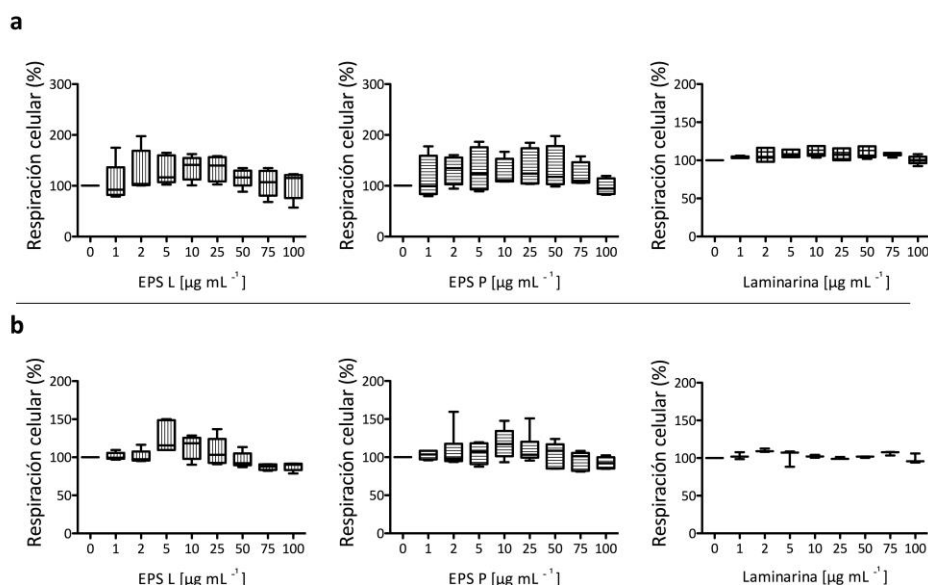 a
Respiración celular (%)
300
200
100
0
0 1 2 5 10 25 50 75 100
EPS L [µg mL ⁻¹]
Respiración celular (%)
300
200
100
0
0 1 2 5 10 25 50 75 100
EPS P [µg mL ⁻¹]
Respiración celular (%)
200
150
100
50
0
0 1 2 5 10 25 50 75 100
Laminarina [µg mL ⁻¹]
b
Respiración celular (%)
200
150
100
50
0
0 1 2 5 10 25 50 75 100
EPS L [µg mL ⁻¹]
Respiración celular (%)
200
150
100
50
0
0 1 2 5 10 25 50 75 100
EPS P [µg mL ⁻¹]
Respiración celular (%)
200
150
100
50
0
0 1 2 5 10 25 50 75 100
Laminarina [µg mL ⁻¹]